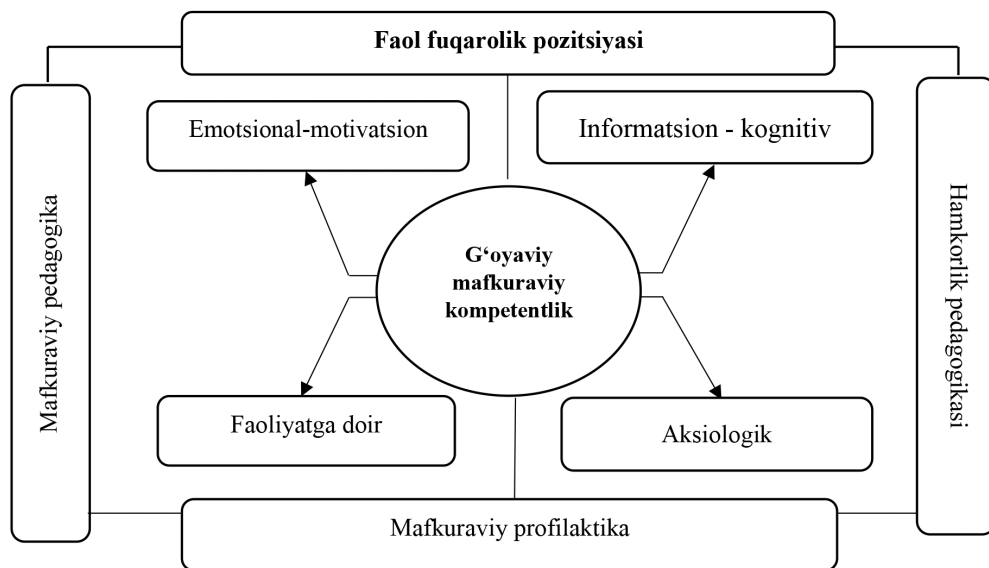 Faol fuqarolik pozitsiyasi
Emotsional-motivatsion
Informatsion - kognitiv
Mafkuraviy pedagogika
G‘oyaviy
mafkuraviy
kompetentlik
Hamkorlik pedagogikasi
Faoliyatga doir
Aksiologik
Mafkuraviy profilaktika